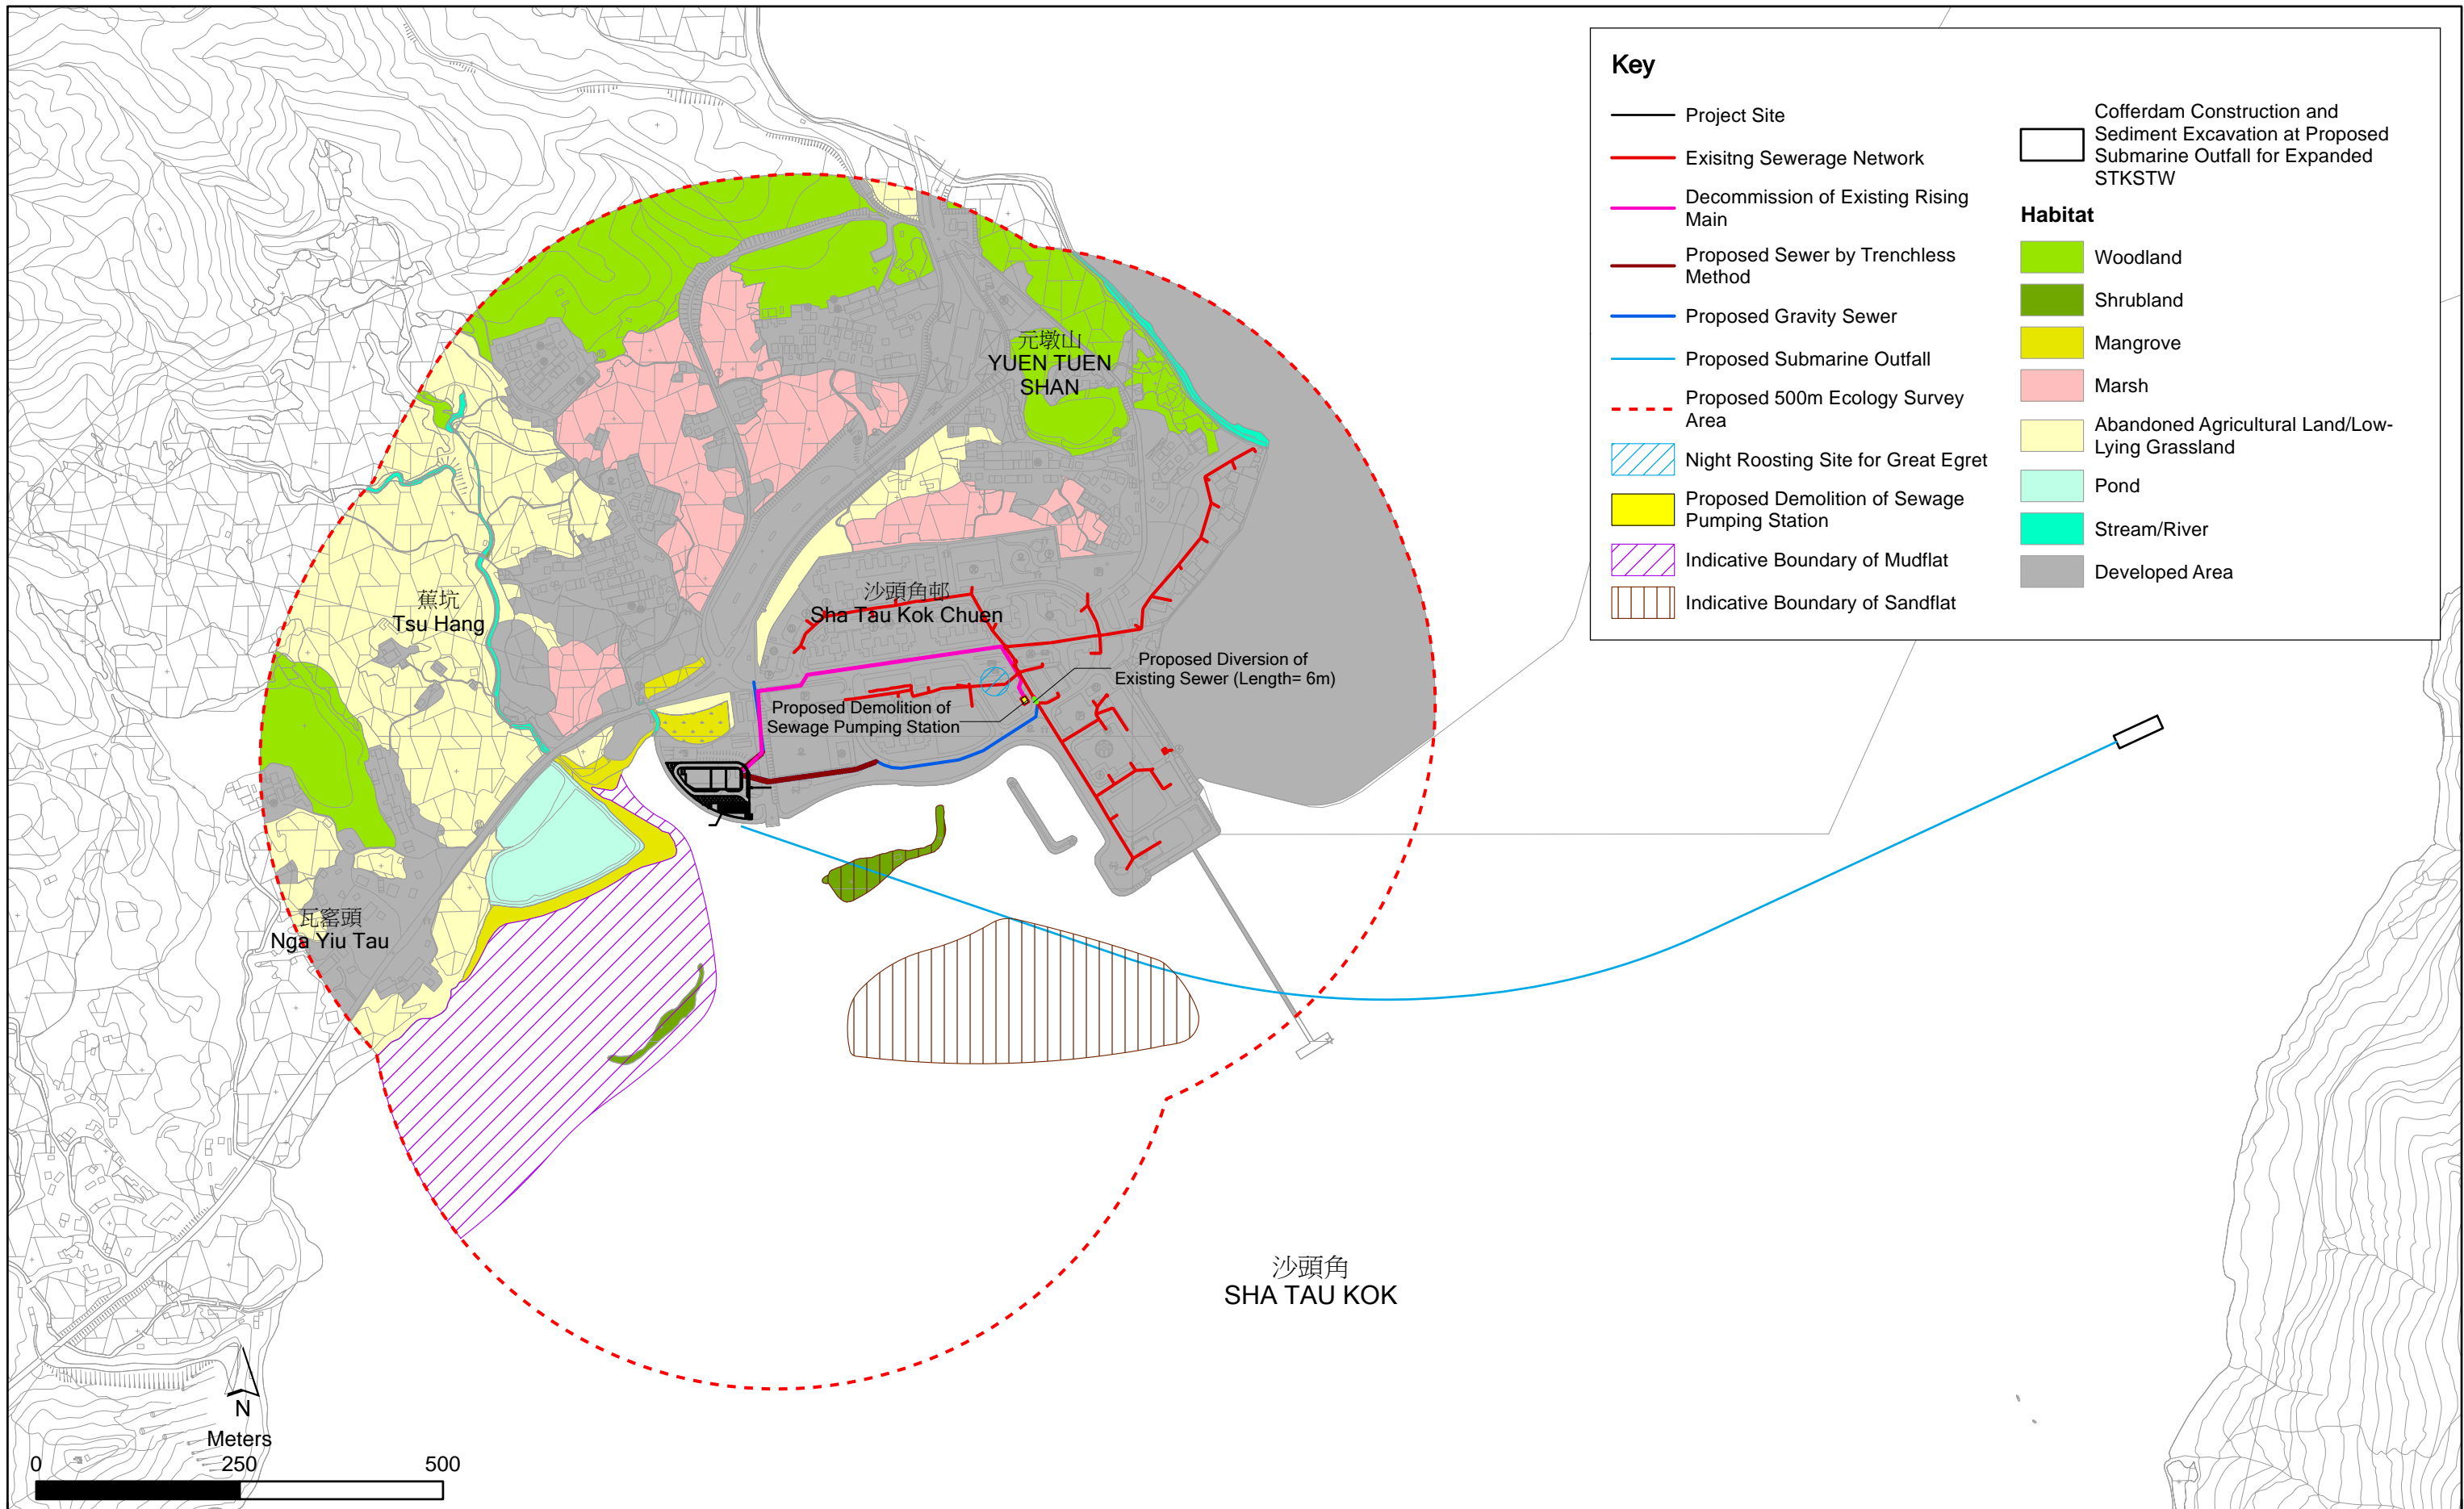 Key
Project Site
Exisitng Sewerage Network
Decommission of Existing Rising
Main
Proposed Sewer by Trenchless
Method
Proposed Gravity Sewer
Proposed Submarine Outfall
Proposed 500m Ecology Survey
Area
Night Roosting Site for Great Egret
Proposed Demolition of Sewage
Pumping Station
Indicative Boundary of Mudflat
Indicative Boundary of Sandflat
Cofferdam Construction and
Sediment Excavation at Proposed
Submarine Outfall for Expanded
STKSTW
Habitat
Woodland
Shrubland
Mangrove
Marsh
Abandoned Agricultural Land/Low-
Lying Grassland
Pond
Stream/River
Developed Area
元墩山
YUEN TUEN
SHAN
沙頭角邨
Sha Tau Kok Chuen
蕉坑
Tsu Hang
Proposed Diversion of
Existing Sewer (Length= 6m)
Proposed Demolition of
Sewage Pumping Station
瓦窰頭
Nga Yiu Tau
沙頭角
SHA TAU KOK
N
Meters
0 250 500